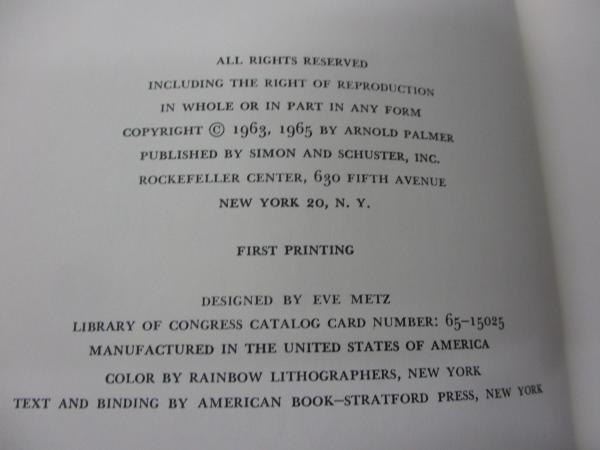 ALL RIGHTS RESERVED
INCLUDING THE RIGHT OF REPRODUCTION
IN WHOLE OR IN PART IN ANY FORM
COPYRIGHT © 1963, 1965 BY ARNOLD PALMER
PUBLISHED BY SIMON AND SCHUSTER, INC.
ROCKEFELLER CENTER, 630 FIFTH AVENUE
NEW YORK 20, N. Y.
FIRST PRINTING
DESIGNED BY EVE METZ
LIBRARY OF CONGRESS CATALOG CARD NUMBER: 65–15025
MANUFACTURED IN THE UNITED STATES OF AMERICA
COLOR BY RAINBOW LITHOGRAPHERS, NEW YORK
TEXT AND BINDING BY AMERICAN BOOK–STRATFORD PRESS, NEW YORK